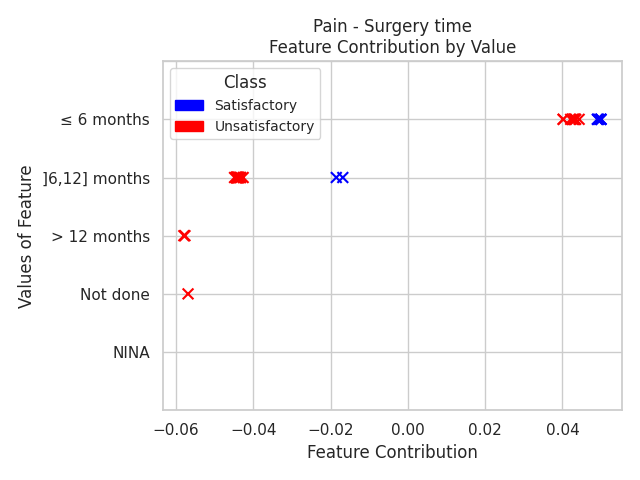 Pain - Surgery time
Feature Contribution by Value
Class
Satisfactory
Unsatisfactory
Values of Feature
≤ 6 months
]6,12] months
> 12 months
Not done
NINA
−0.06
−0.04
−0.02
0.00
0.02
0.04
Feature Contribution